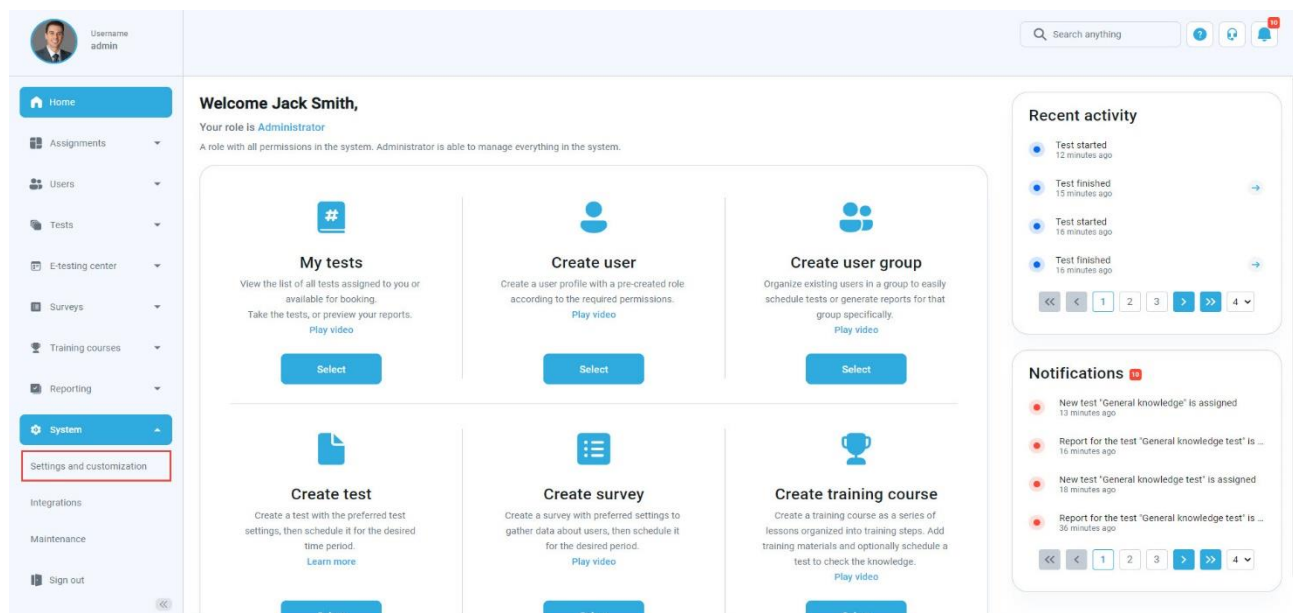 Username
admin
Search anything
?
10
Home
Assignments
Users
Tests
E-testing center
Surveys
Training courses
Reporting
System
Settings and customization
Integrations
Maintenance
Sign out
Welcome Jack Smith,
Your role is Administrator
A role with all permissions in the system. Administrator is able to manage everything in the system.
#
My tests
View the list of all tests assigned to you or
available for booking.
Take the tests, or preview your reports.
Play video
Select
Create user
Create a user profile with a pre-created role
according to the required permissions.
Play video
Select
Create user group
Organize existing users in a group to easily
schedule tests or generate reports for that
group specifically.
Play video
Select
Create test
Create a test with the preferred test
settings, then schedule it for the desired
time period.
Learn more
Create survey
Create a survey with preferred settings to
gather data about users, then schedule it
for the desired period.
Play video
Create training course
Create a training course as a series of
lessons organized into training steps. Add
training materials and optionally schedule a
test to check the knowledge.
Play video
Recent activity
Test started
12 minutes ago
Test finished
15 minutes ago
Test started
16 minutes ago
Test finished
16 minutes ago
« < 1 2 3 > » 4
Notifications 10
New test "General knowledge" is assigned
13 minutes ago
Report for the test "General knowledge test" is ...
16 minutes ago
New test "General knowledge test" is assigned
18 minutes ago
Report for the test "General knowledge test" is ...
36 minutes ago
« < 1 2 3 > » 4